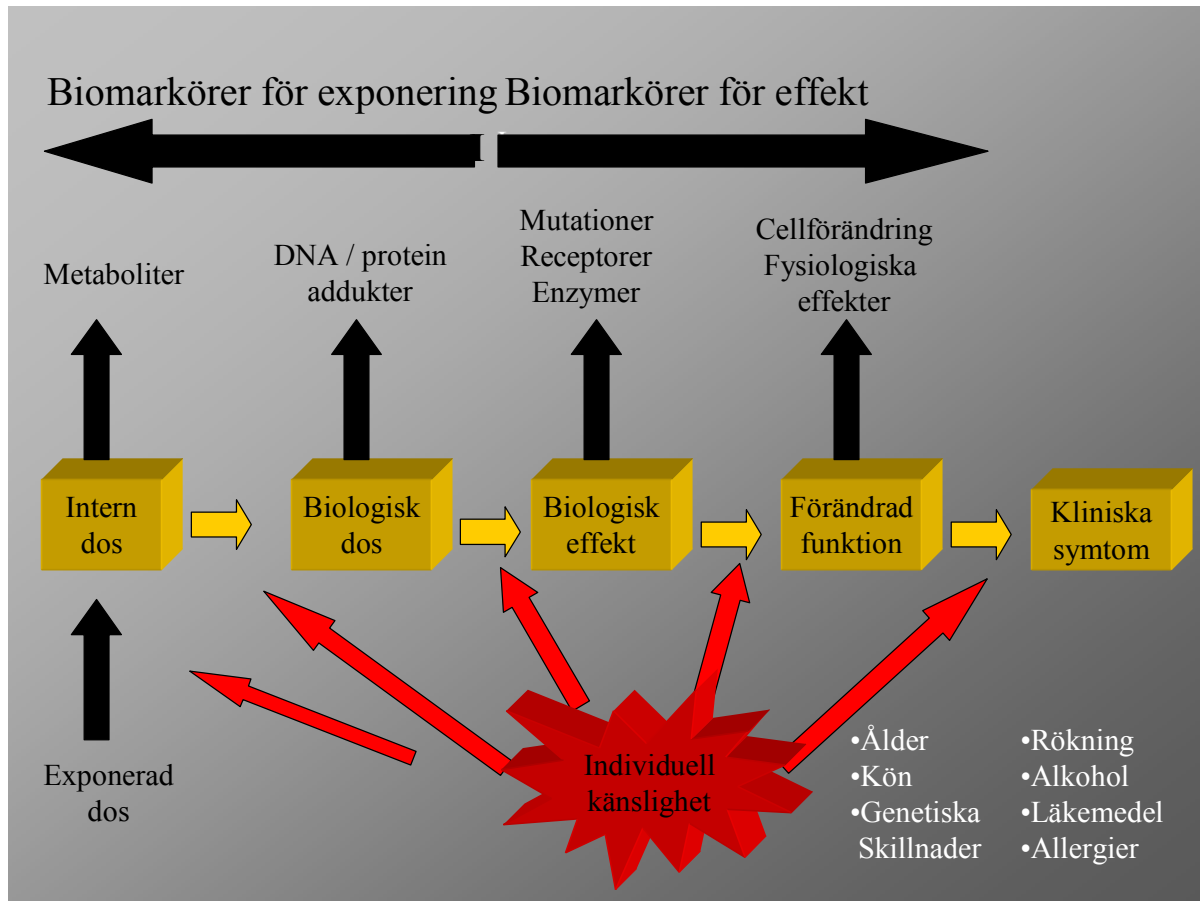 Biomarkörer för exponering Biomarkörer för effekt
Metaboliter
DNA / protein
addukter
Mutationer
Receptorer
Enzymer
Cellförändring
Fysiologiska
effekter
Intern
dos
Biologisk
dos
Biologisk
effekt
Förändrad
funktion
Kliniska
symtom
Exponerad
dos
Individuell
känslighet
•Ålder
•Kön
•Genetiska
Skillnader
•Rökning
•Alkohol
•Läkemedel
•Allergier